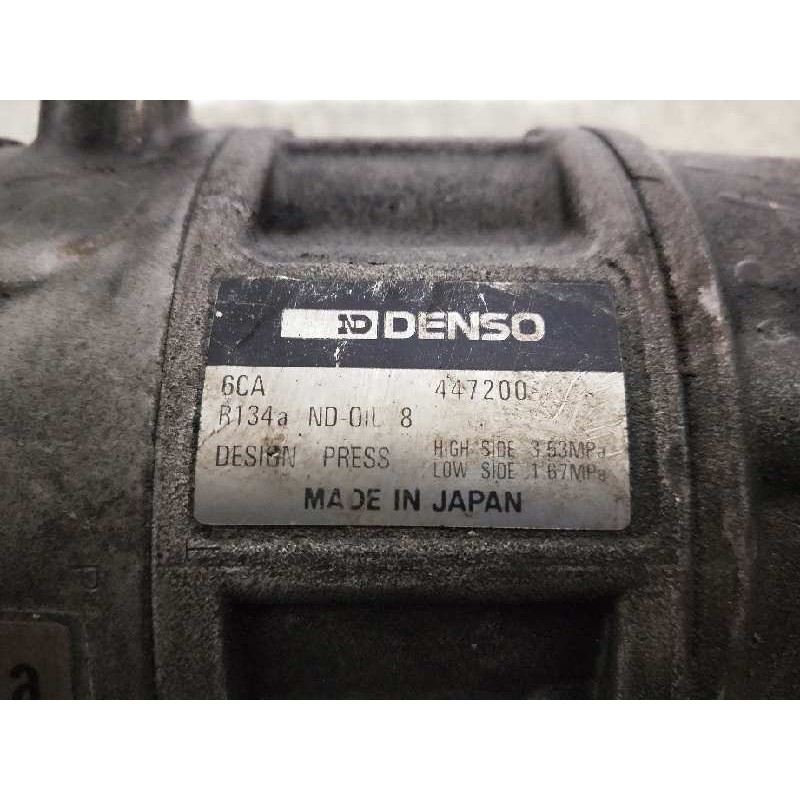 ND DENSO
6CA 447200
R134a ND-OIL 8
DESIGN PRESS HIGH SIDE 3.53MPa
LOW SIDE 1.67MPa
MADE IN JAPAN
T
P
a